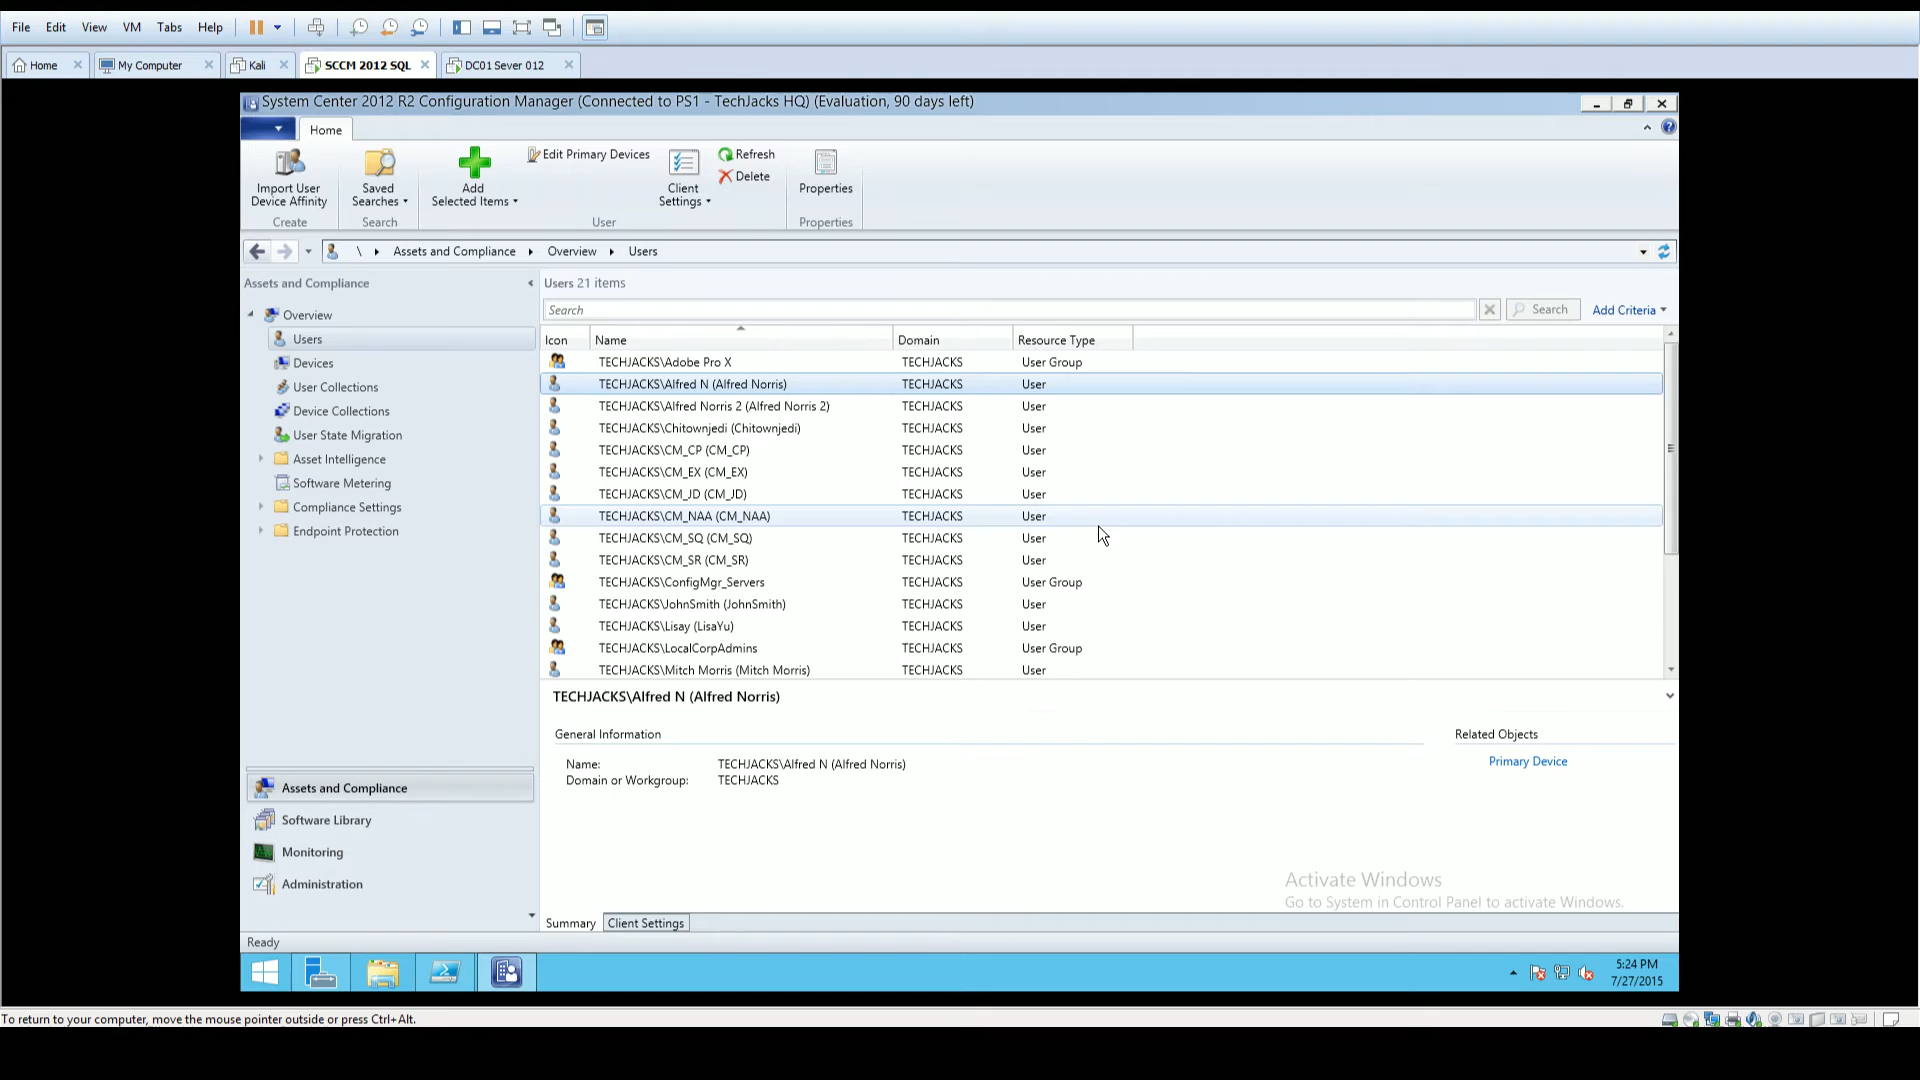 File Edit View VM Tabs Help
Home My Computer Kali SCCM 2012 SQL DC01 Sever 012
System Center 2012 R2 Configuration Manager (Connected to PS1 - TechJacks HQ) (Evaluation, 90 days left)
Home
Import User Device Affinity
Create
Saved Searches
Search
Add Selected Items
Edit Primary Devices
Client Settings
Refresh
Delete
User
Properties
Properties
\ Assets and Compliance Overview Users
Assets and Compliance
Overview
Users
Devices
User Collections
Device Collections
User State Migration
Asset Intelligence
Software Metering
Compliance Settings
Endpoint Protection
Assets and Compliance
Software Library
Monitoring
Administration
Users 21 items
Search Search Add Criteria
Icon Name Domain Resource Type
TECHJACKS\Adobe Pro X TECHJACKS User Group
TECHJACKS\Alfred N (Alfred Norris) TECHJACKS User
TECHJACKS\Alfred Norris 2 (Alfred Norris 2) TECHJACKS User
TECHJACKS\Chitownjedi (Chitownjedi) TECHJACKS User
TECHJACKS\CM_CP (CM_CP) TECHJACKS User
TECHJACKS\CM_EX (CM_EX) TECHJACKS User
TECHJACKS\CM_JD (CM_JD) TECHJACKS User
TECHJACKS\CM_NAA (CM_NAA) TECHJACKS User
TECHJACKS\CM_SQ (CM_SQ) TECHJACKS User
TECHJACKS\CM_SR (CM_SR) TECHJACKS User
TECHJACKS\ConfigMgr_Servers TECHJACKS User Group
TECHJACKS\JohnSmith (JohnSmith) TECHJACKS User
TECHJACKS\Lisay (LisaYu) TECHJACKS User
TECHJACKS\LocalCorpAdmins TECHJACKS User Group
TECHJACKS\Mitch Morris (Mitch Morris) TECHJACKS User
TECHJACKS\Alfred N (Alfred Norris)
General Information
Name: TECHJACKS\Alfred N (Alfred Norris)
Domain or Workgroup: TECHJACKS
Related Objects
Primary Device
Activate Windows
Go to System in Control Panel to activate Windows.
Summary Client Settings
Ready
5:24 PM
7/27/2015
To return to your computer, move the mouse pointer outside or press Ctrl+Alt.